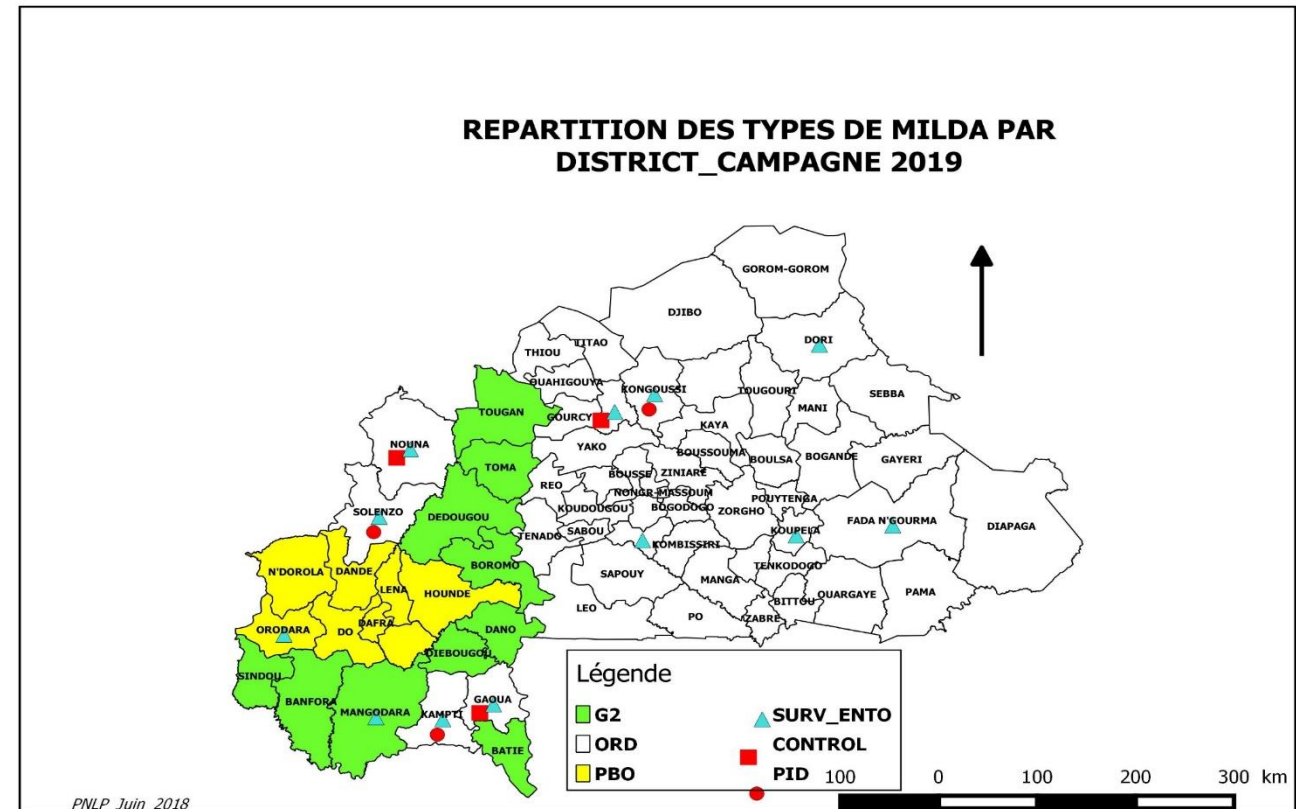 REPARTITION DES TYPES DE MILDA PAR
DISTRICT_CAMPAGNE 2019
GOROM-GOROM
DJIBO
DORI
TITAO
THIOU
OUAHIGOUYA
KONGOUSSI
TOUGOURI
SEBBA
MANI
TOUGAN
GOURCY
KAYA
NOUNA
YAKO
BOUSSOUMA
BOULSA
BOGANDE
GAYERI
TOMA
BOUSSE
ZINIARE
REO
NONGR-MASSOUM
POUYTENGA
SOLENZO
DEDOUGOU
KOUDOUGOU
BOGODOGO
ZORGHO
FADA N'GOURMA
DIAPAGA
TENADO
SABOU
KOUPELA
KOMBISSIRI
N'DOROLA
DANDE
BOROMO
SAPOUY
MANGA
TENKODOGO
LENA
HOUNDE
BITTOU
OUARGAYE
PAMA
LEO
PO
ZABRE
ORODARA
DO
DAFRA
DANO
DIEBOUGOU
SINDOU
BANFORA
MANGODARA
KAMPTI
GAOUA
BATIE
Légende
G2
ORD
PBO
SURV_ENTO
CONTROL
PID
100 0 100 200 300 km
PNLP Juin 2018